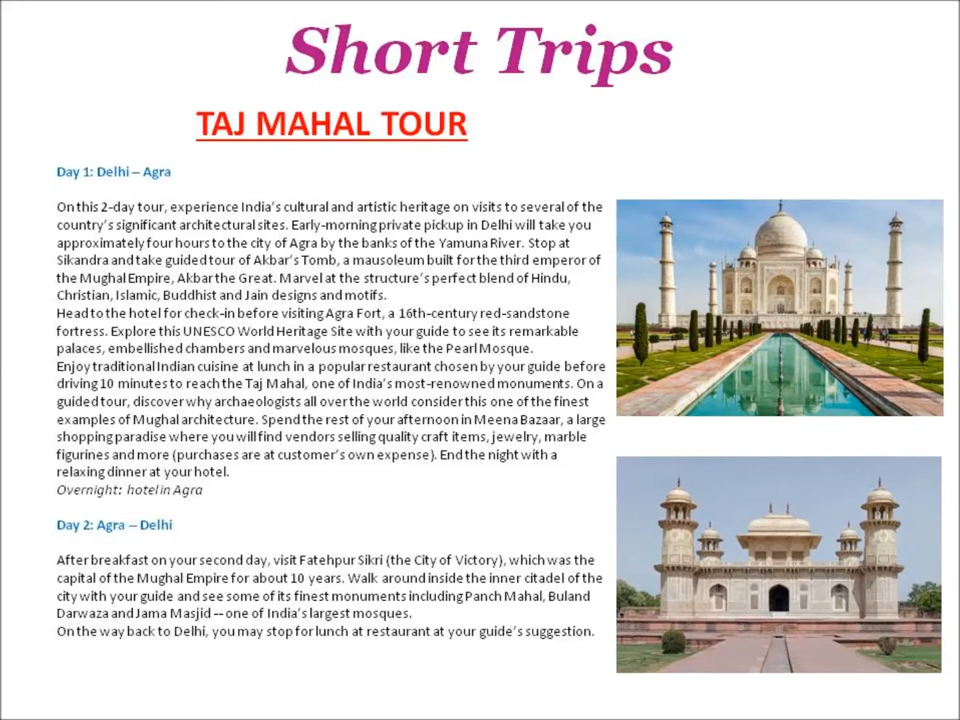 Short Trips
TAJ MAHAL TOUR
Day 1: Delhi – Agra
On this 2-day tour, experience India's cultural and artistic heritage on visits to several of the
country's significant architectural sites. Early-morning private pickup in Delhi will take you
approximately four hours to the city of Agra by the banks of the Yamuna River. Stop at
Sikandra and take guided tour of Akbar's Tomb, a mausoleum built for the third emperor of
the Mughal Empire, Akbar the Great. Marvel at the structure's perfect blend of Hindu,
Christian, Islamic, Buddhist and Jain designs and motifs.
Head to the hotel for check-in before visiting Agra Fort, a 16th-century red-sandstone
fortress. Explore this UNESCO World Heritage Site with your guide to see its remarkable
palaces, embellished chambers and marvelous mosques, like the Pearl Mosque.
Enjoy traditional Indian cuisine at lunch in a popular restaurant chosen by your guide before
driving 10 minutes to reach the Taj Mahal, one of India's most-renowned monuments. On a
guided tour, discover why archaeologists all over the world consider this one of the finest
examples of Mughal architecture. Spend the rest of your afternoon in Meena Bazaar, a large
shopping paradise where you will find vendors selling quality craft items, jewelry, marble
figurines and more (purchases are at customer's own expense). End the night with a
relaxing dinner at your hotel.
Overnight: hotel in Agra
Day 2: Agra – Delhi
After breakfast on your second day, visit Fatehpur Sikri (the City of Victory), which was the
capital of the Mughal Empire for about 10 years. Walk around inside the inner citadel of the
city with your guide and see some of its finest monuments including Panch Mahal, Buland
Darwaza and Jama Masjid -- one of India's largest mosques.
On the way back to Delhi, you may stop for lunch at restaurant at your guide's suggestion.